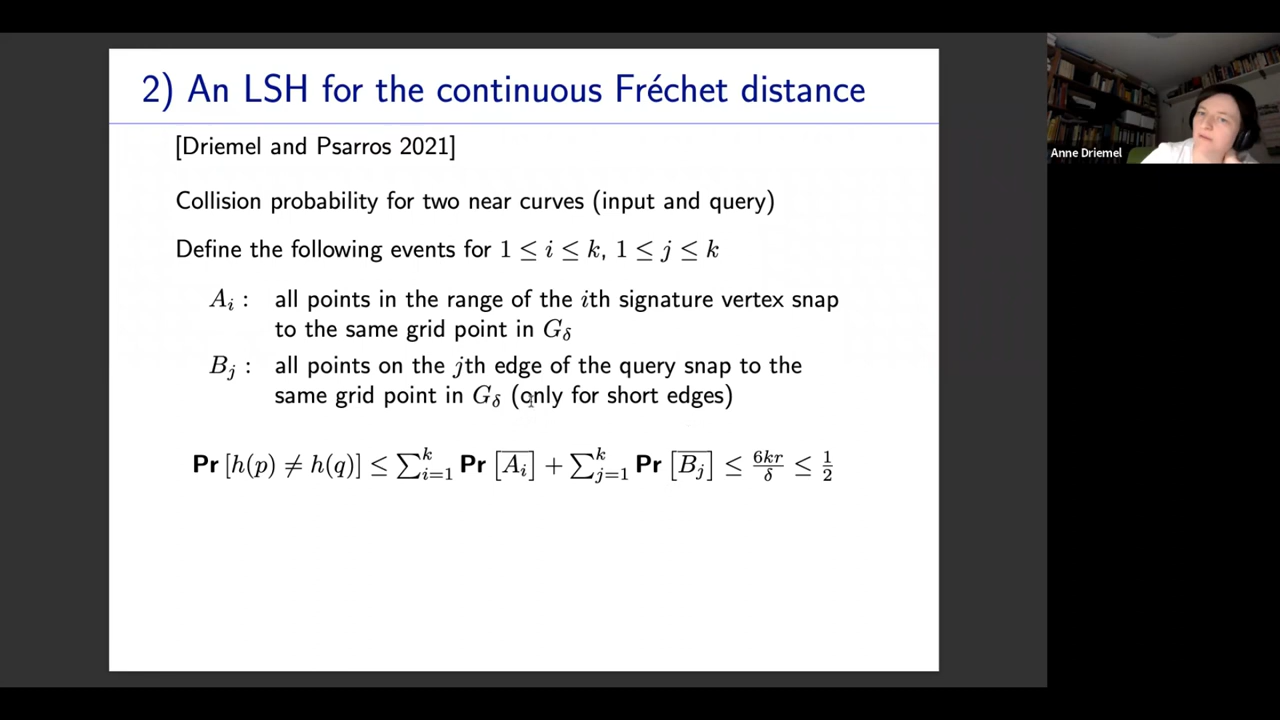 2) An LSH for the continuous Fréchet distance
[Driemel and Psarros 2021]
Anne Driemel
Collision probability for two near curves (input and query)
Define the following events for 1 ≤ i ≤ k, 1 ≤ j ≤ k
A_i : all points in the range of the ith signature vertex snap
to the same grid point in G_δ
B_j : all points on the jth edge of the query snap to the
same grid point in G_δ (only for short edges)
Pr [h(p) ≠ h(q)] ≤ ∑_{i=1}^{k} Pr [\overline{A_i}] + ∑_{j=1}^{k} Pr [\overline{B_j}] ≤ \frac{6kr}{δ} ≤ \frac{1}{2}